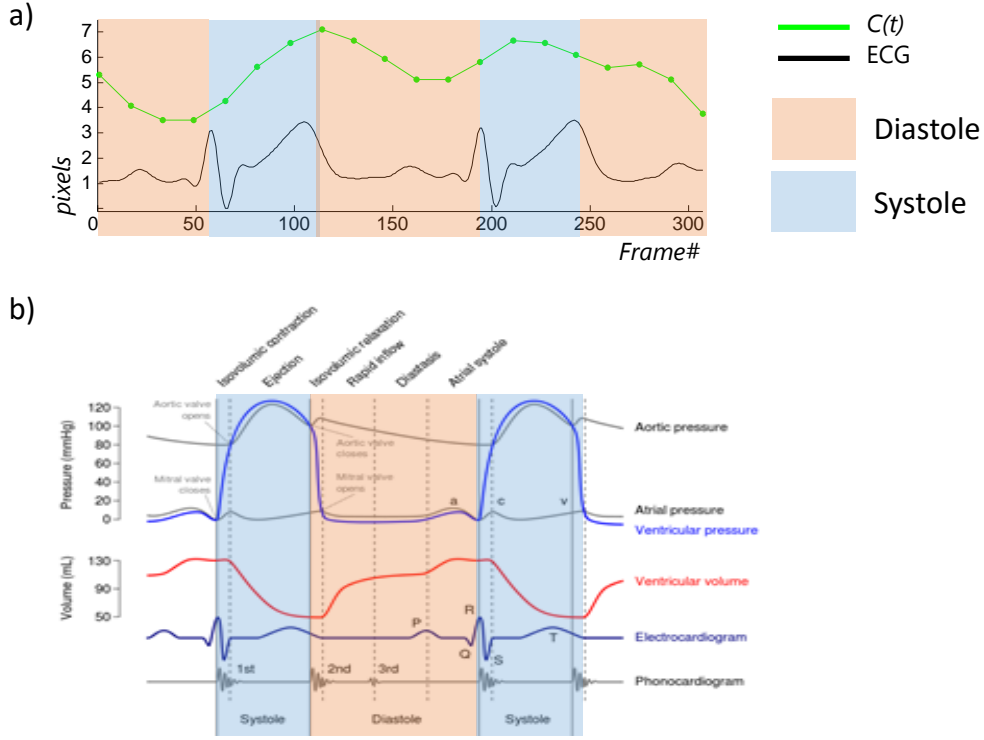 a)
7
6
5
4
3
2
1
pixels
0 50 100 150 200 250 300
Frame#
C(t)
ECG
Diastole
Systole
b)
Isovolumic contraction
Ejection
Isovolumic relaxation
Rapid inflow
Diastasis
Atrial systole
Pressure (mmHg)
120
100
80
60
40
20
0
Aortic valve
opens
Aortic valve
closes
Mitral valve
closes
Mitral valve
opens
a c v
Aortic pressure
Atrial pressure
Ventricular pressure
Volume (mL)
130
90
50
Ventricular volume
R
P
Q
S
T
Electrocardiogram
1st 2nd 3rd
Phonocardiogram
Systole Diastole Systole